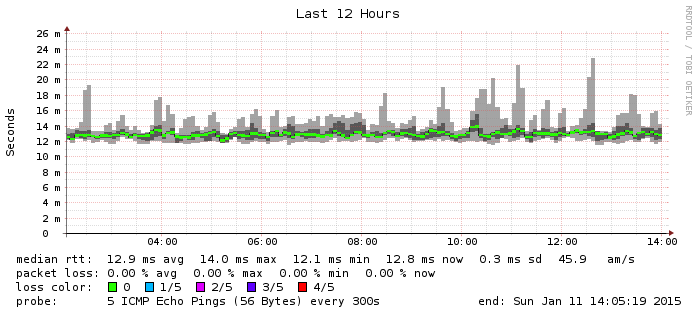 Last 12 Hours
RRDTOOL / TOBI OETIKER
Seconds
26 m
24 m
22 m
20 m
18 m
16 m
14 m
12 m
10 m
8 m
6 m
4 m
2 m
0
04:00 06:00 08:00 10:00 12:00 14:00
median rtt: 12.9 ms avg 14.0 ms max 12.1 ms min 12.8 ms now 0.3 ms sd 45.9 am/s
packet loss: 0.00 % avg 0.00 % max 0.00 % min 0.00 % now
loss color: 0 1/5 2/5 3/5 4/5
probe: 5 ICMP Echo Pings (56 Bytes) every 300s end: Sun Jan 11 14:05:19 2015